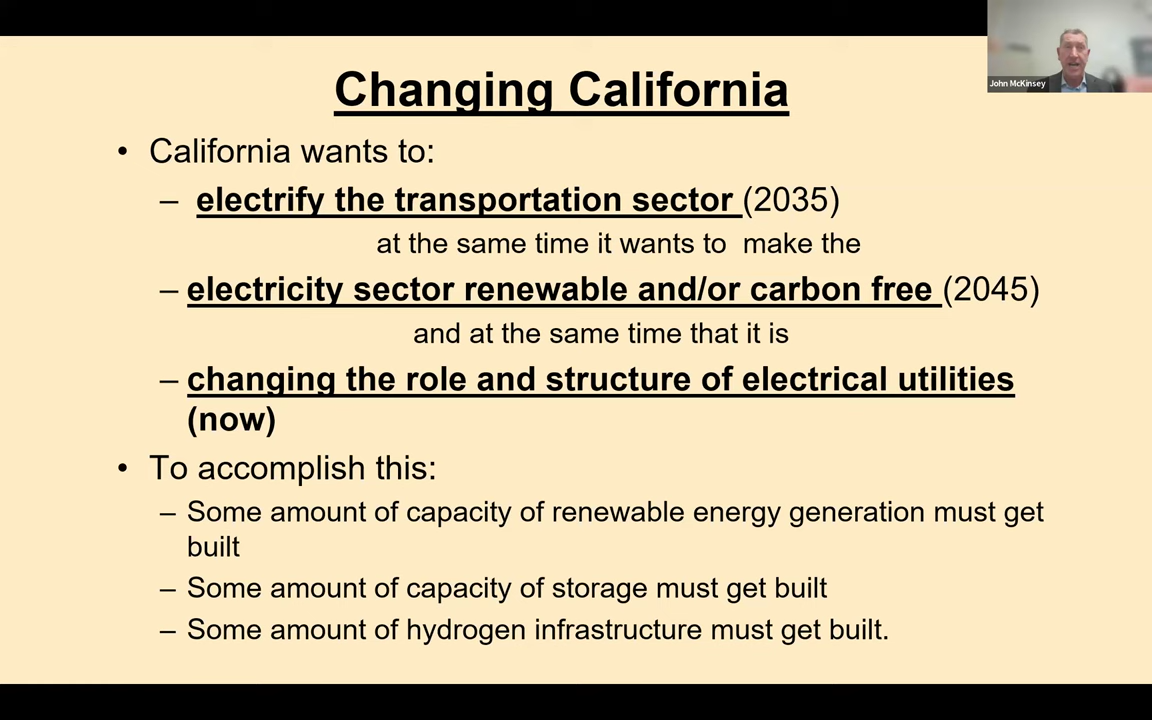 Changing California
John McKinsey
• California wants to:
– electrify the transportation sector (2035)
at the same time it wants to make the
– electricity sector renewable and/or carbon free (2045)
and at the same time that it is
– changing the role and structure of electrical utilities
(now)
• To accomplish this:
– Some amount of capacity of renewable energy generation must get
built
– Some amount of capacity of storage must get built
– Some amount of hydrogen infrastructure must get built.